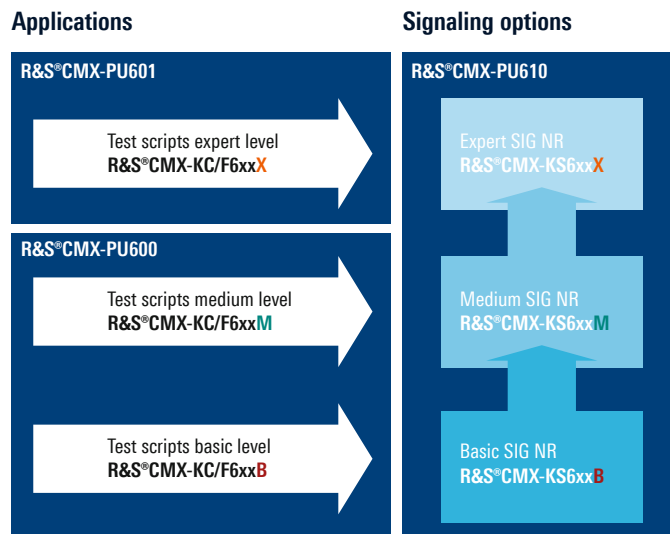 Applications
R&S®CMX-PU601
Test scripts expert level
R&S®CMX-KC/F6xxX
R&S®CMX-PU600
Test scripts medium level
R&S®CMX-KC/F6xxM
Test scripts basic level
R&S®CMX-KC/F6xxB
Signaling options
R&S®CMX-PU610
Expert SIG NR
R&S®CMX-KS6xxX
Medium SIG NR
R&S®CMX-KS6xxM
Basic SIG NR
R&S®CMX-KS6xxB